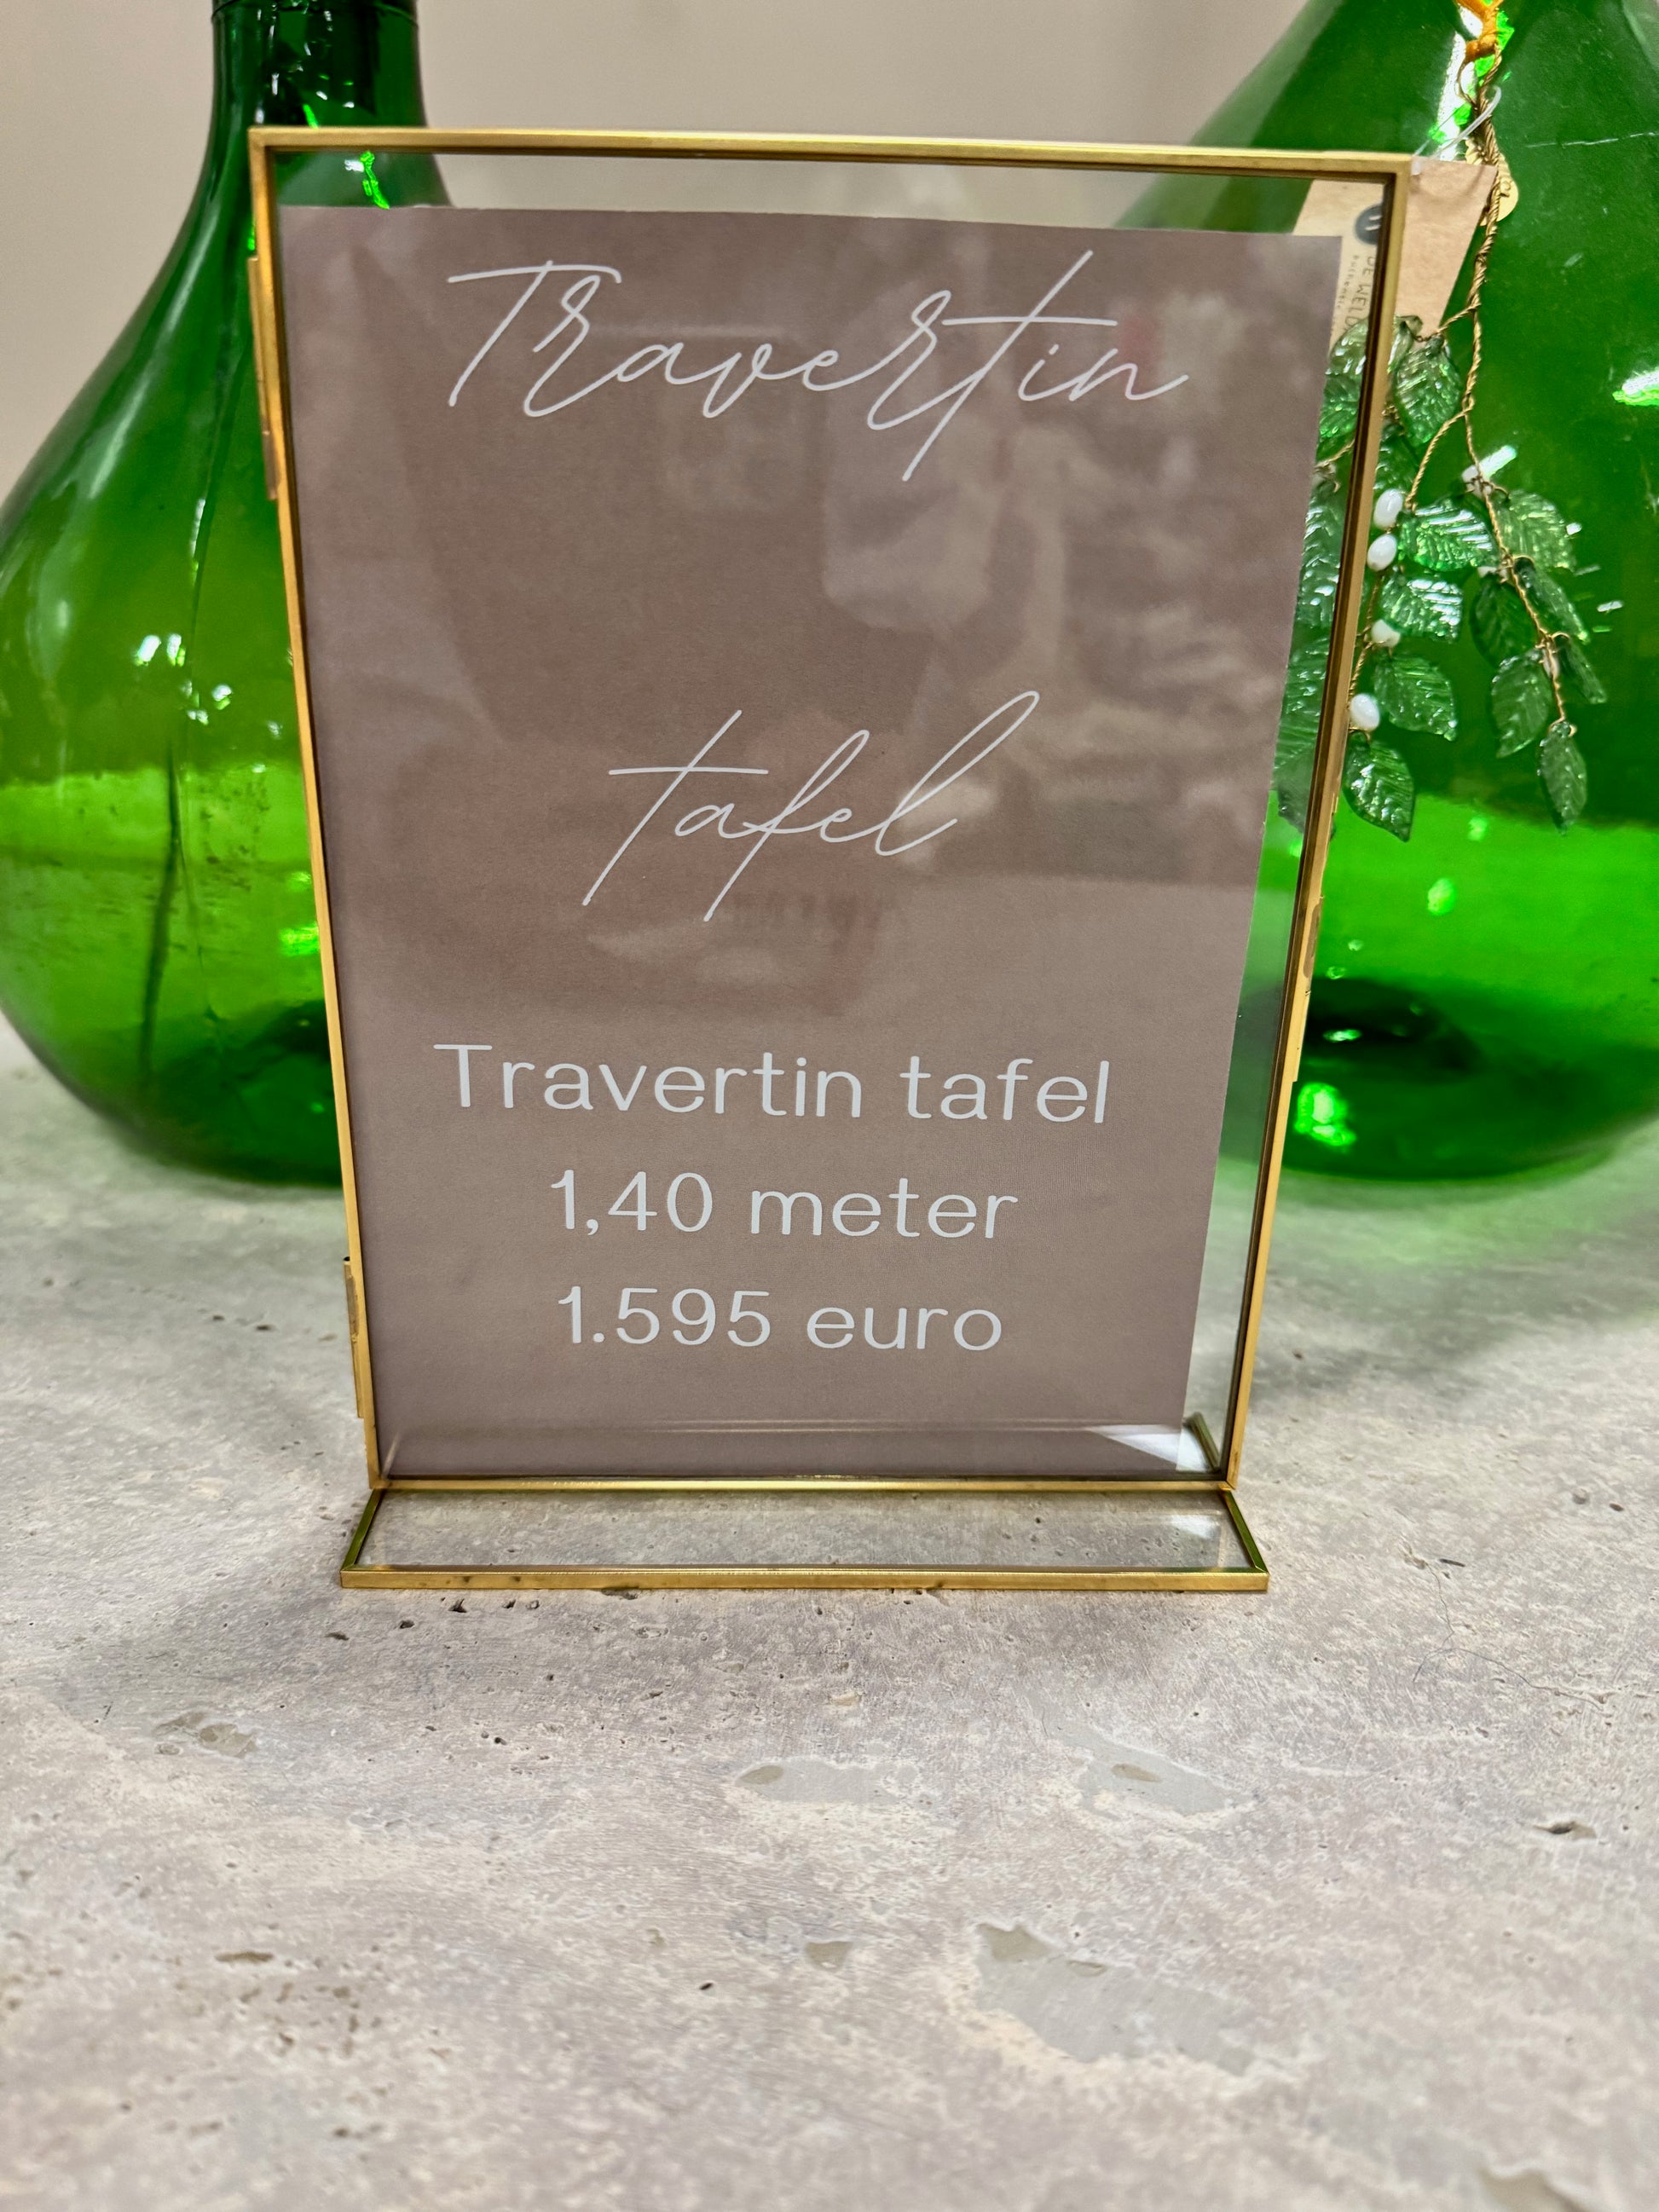 Travertin
tafel
Travertin tafel
1,40 meter
1.595 euro